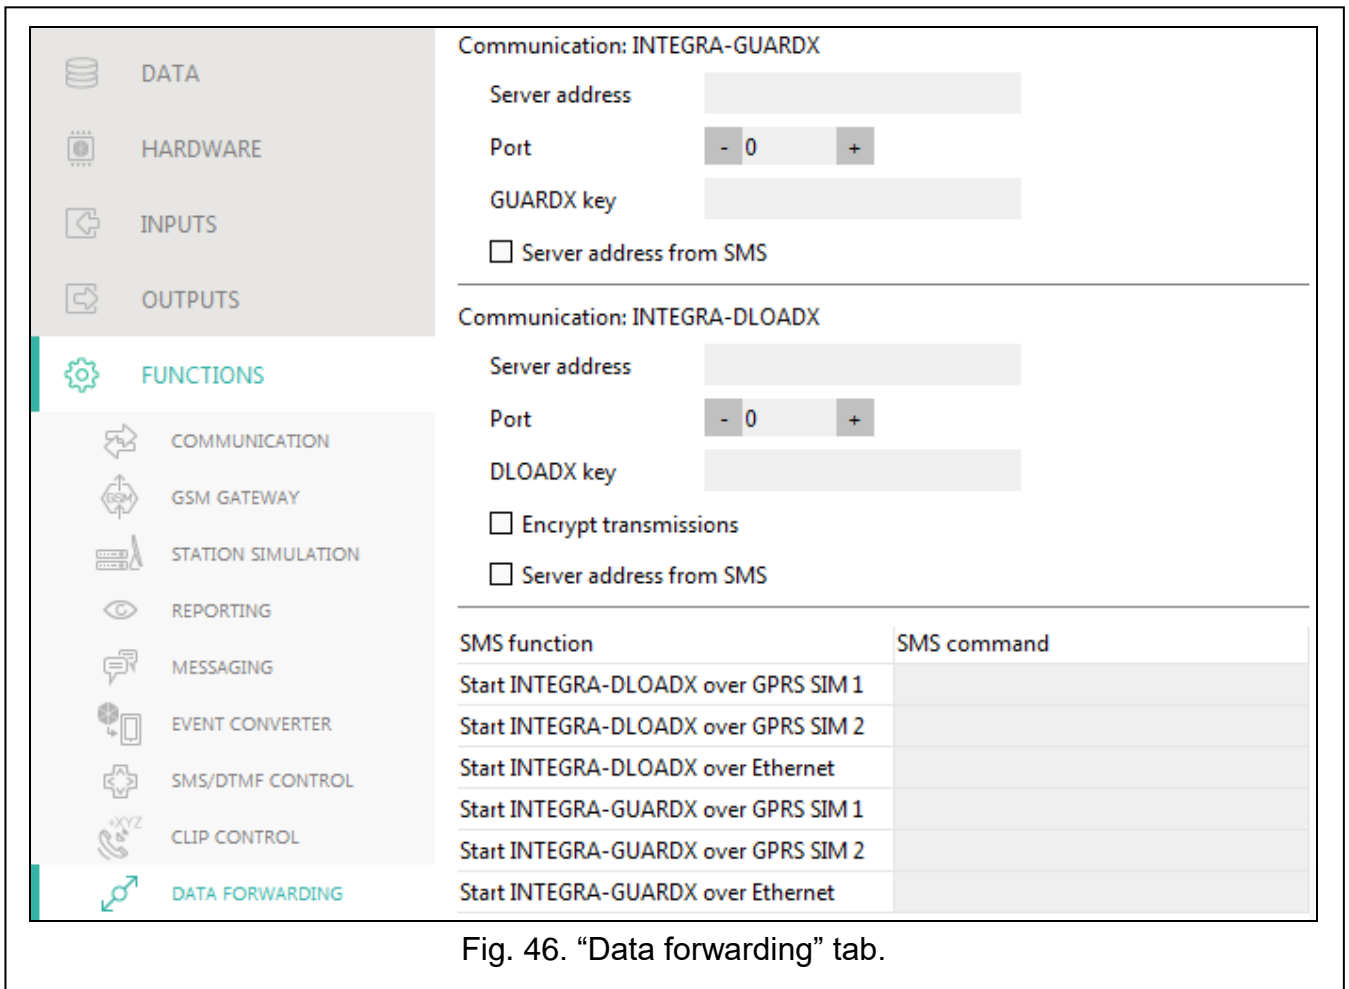 DATA
HARDWARE
INPUTS
OUTPUTS
FUNCTIONS
COMMUNICATION
GSM
GSM GATEWAY
STATION SIMULATION
REPORTING
MESSAGING
EVENT CONVERTER
SMS/DTMF CONTROL
+XYZ
CLIP CONTROL
DATA FORWARDING
Communication: INTEGRA-GUARDX
Server address
Port - 0 +
GUARDX key
Server address from SMS
Communication: INTEGRA-DLOADX
Server address
Port - 0 +
DLOADX key
Encrypt transmissions
Server address from SMS
SMS function SMS command
Start INTEGRA-DLOADX over GPRS SIM 1
Start INTEGRA-DLOADX over GPRS SIM 2
Start INTEGRA-DLOADX over Ethernet
Start INTEGRA-GUARDX over GPRS SIM 1
Start INTEGRA-GUARDX over GPRS SIM 2
Start INTEGRA-GUARDX over Ethernet
Fig. 46. “Data forwarding” tab.